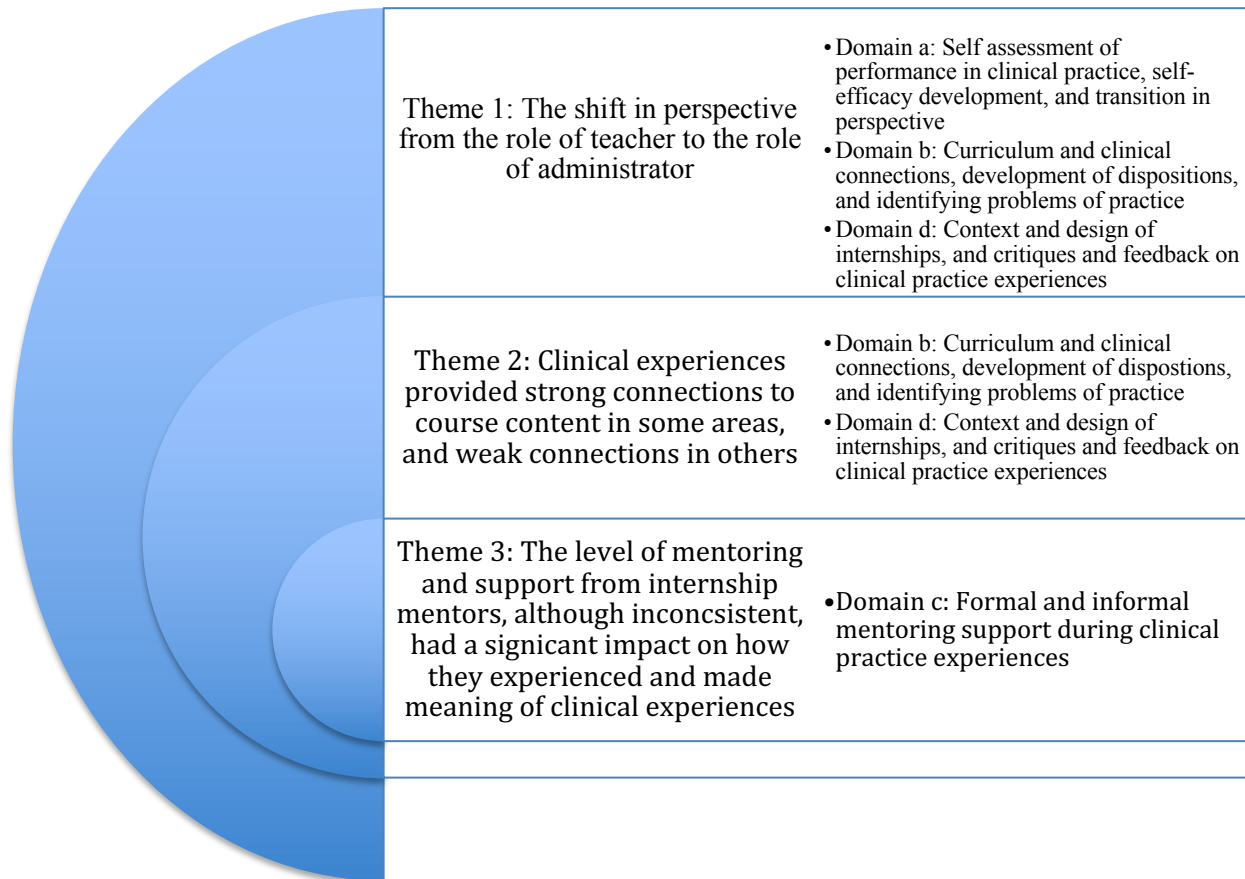 Theme 1: The shift in perspective
from the role of teacher to the role
of administrator
•Domain a: Self assessment of
performance in clinical practice, self-
efficacy development, and transition in
perspective
•Domain b: Curriculum and clinical
connections, development of dispositions,
and identifying problems of practice
•Domain d: Context and design of
internships, and critiques and feedback on
clinical practice experiences
Theme 2: Clinical experiences
provided strong connections to
course content in some areas,
and weak connections in others
•Domain b: Curriculum and clinical
connections, development of dispostions,
and identifying problems of practice
•Domain d: Context and design of
internships, and critiques and feedback on
clinical practice experiences
Theme 3: The level of mentoring
and support from internship
mentors, although inconcsistent,
had a signicant impact on how
they experienced and made
meaning of clinical experiences
•Domain c: Formal and informal
mentoring support during clinical
practice experiences